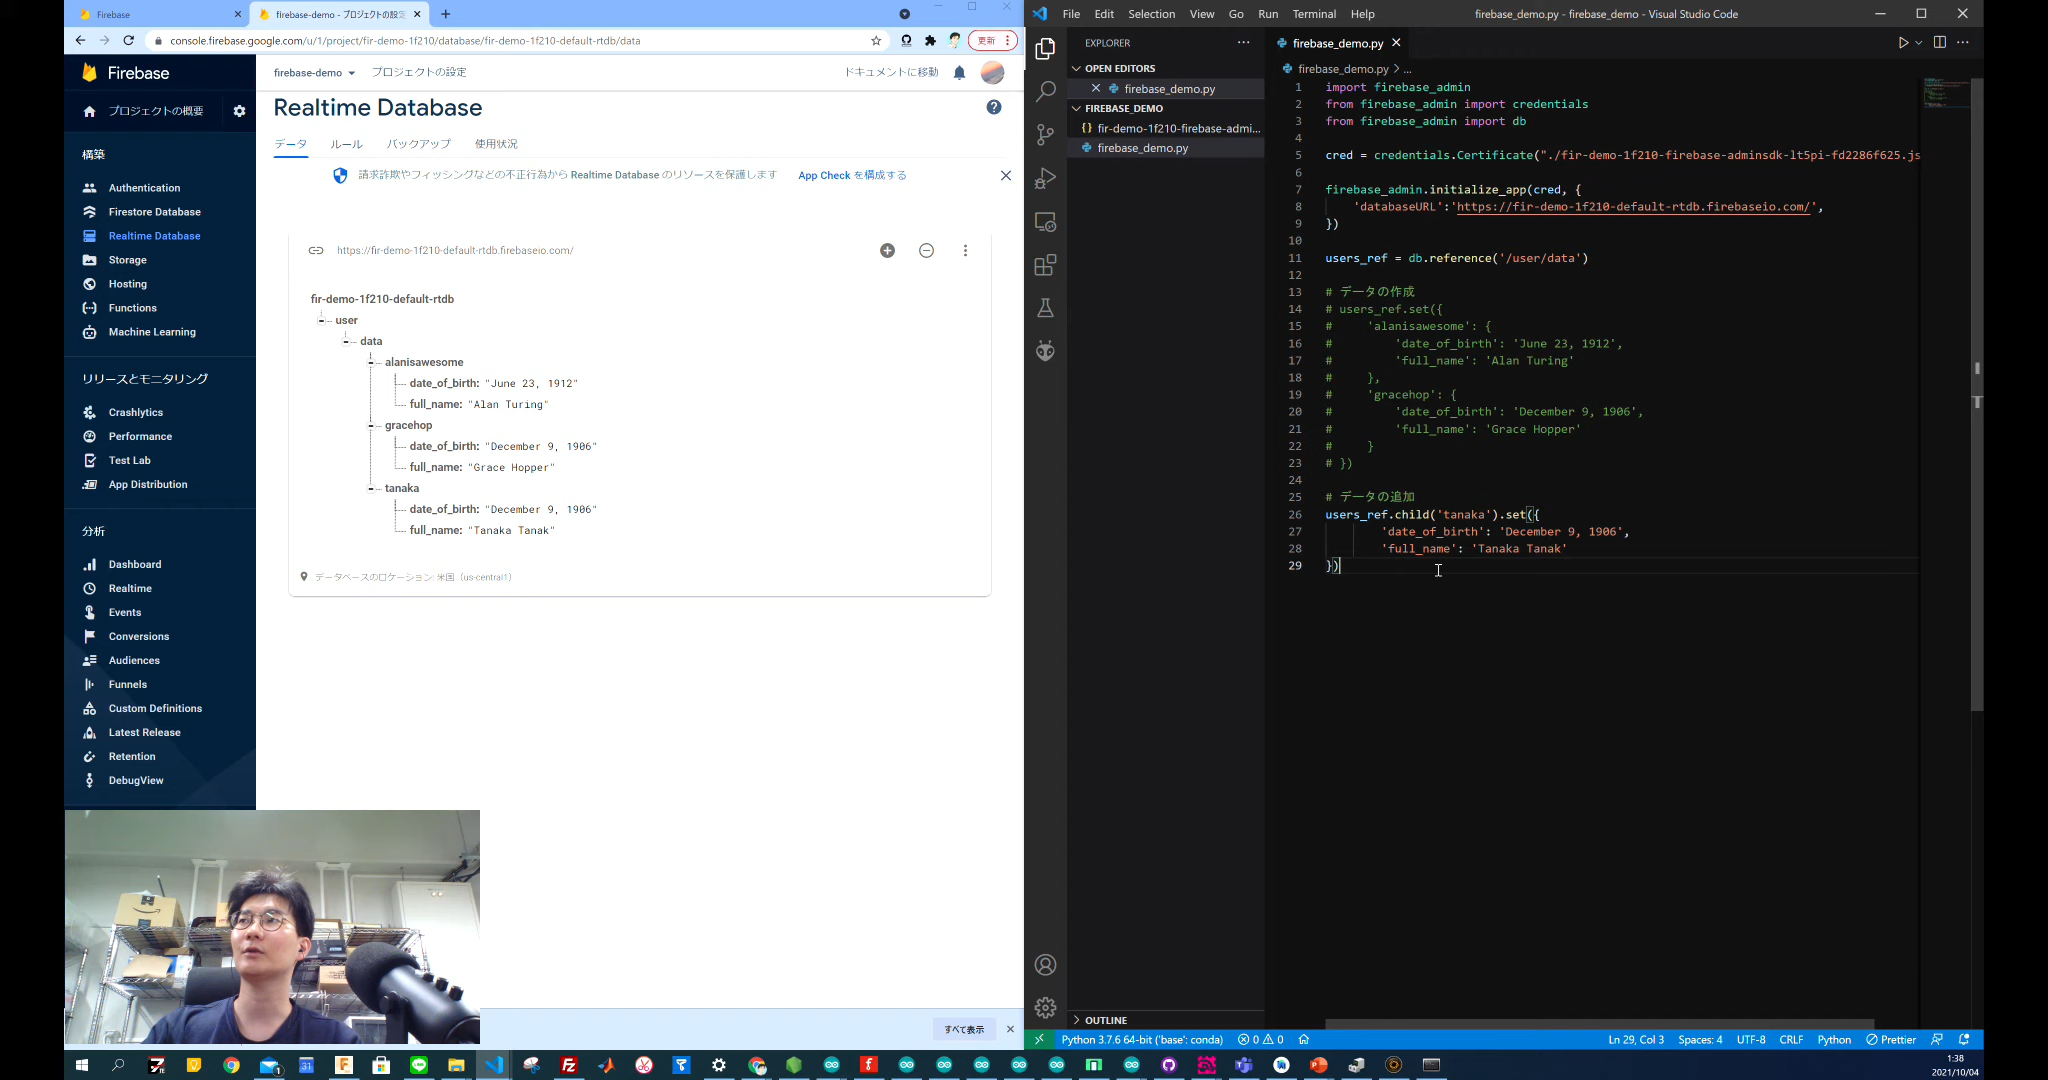 Firebase
firebase-demo - プロジェクトの設定
console.firebase.google.com/u/1/project/fir-demo-1f210/database/fir-demo-1f210-default-rtdb/data
更新
Firebase
プロジェクトの概要
構築
Authentication
Firestore Database
Realtime Database
Storage
Hosting
Functions
Machine Learning
リリースとモニタリング
Crashlytics
Performance
Test Lab
App Distribution
分析
Dashboard
Realtime
Events
Conversions
Audiences
Funnels
Custom Definitions
Latest Release
Retention
DebugView
firebase-demo
プロジェクトの設定
ドキュメントに移動
Realtime Database
データ ルール バックアップ 使用状況
請求詐欺やフィッシングなどの不正行為から Realtime Database のリソースを保護します App Check を構成する
https://fir-demo-1f210-default-rtdb.firebaseio.com/
fir-demo-1f210-default-rtdb
user
data
alanisawesome
date_of_birth: "June 23, 1912"
full_name: "Alan Turing"
gracehop
date_of_birth: "December 9, 1906"
full_name: "Grace Hopper"
tanaka
date_of_birth: "December 9, 1906"
full_name: "Tanaka Tanak"
データベースのロケーション: 米国 (us-central1)
すべて表示
File Edit Selection View Go Run Terminal Help
firebase_demo.py - firebase_demo - Visual Studio Code
EXPLORER
OPEN EDITORS
firebase_demo.py
FIREBASE_DEMO
{} fir-demo-1f210-firebase-admi...
firebase_demo.py
OUTLINE
firebase_demo.py
firebase_demo.py > ...
1 import firebase_admin
2 from firebase_admin import credentials
3 from firebase_admin import db
4
5 cred = credentials.Certificate("./fir-demo-1f210-firebase-adminsdk-lt5pi-fd2286f625.js
6
7 firebase_admin.initialize_app(cred, {
8 'databaseURL':'https://fir-demo-1f210-default-rtdb.firebaseio.com/',
9 })
10
11 users_ref = db.reference('/user/data')
12
13 # データの作成
14 # users_ref.set({
15 # 'alanisawesome': {
16 # 'date_of_birth': 'June 23, 1912',
17 # 'full_name': 'Alan Turing'
18 # },
19 # 'gracehop': {
20 # 'date_of_birth': 'December 9, 1906',
21 # 'full_name': 'Grace Hopper'
22 # }
23 # })
24
25 # データの追加
26 users_ref.child('tanaka').set({
27 'date_of_birth': 'December 9, 1906',
28 'full_name': 'Tanaka Tanak'
29 })
Python 3.7.6 64-bit ('base': conda) 0 0
Ln 29, Col 3 Spaces: 4 UTF-8 CRLF Python Prettier
1:38
2021/10/04